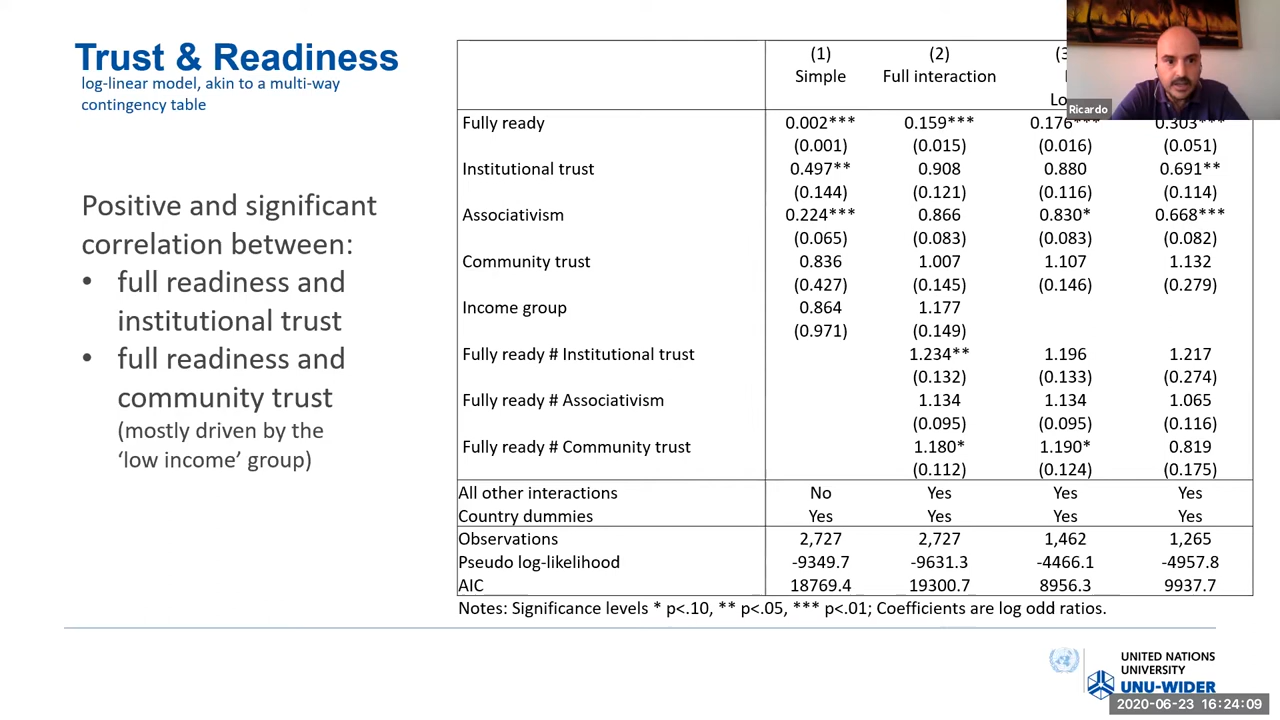 Trust & Readiness
log-linear model, akin to a multi-way
contingency table
Positive and significant
correlation between:
• full readiness and
institutional trust
• full readiness and
community trust
(mostly driven by the
‘low income’ group)
(1) (2)
Simple Full interaction
Fully ready 0.002*** 0.159*** 0.176*** 0.303***
(0.001) (0.015) (0.016) (0.051)
Institutional trust 0.497** 0.908 0.880 0.691**
(0.144) (0.121) (0.116) (0.114)
Associativism 0.224*** 0.866 0.830* 0.668***
(0.065) (0.083) (0.083) (0.082)
Community trust 0.836 1.007 1.107 1.132
(0.427) (0.145) (0.146) (0.279)
Income group 0.864 1.177
(0.971) (0.149)
Fully ready # Institutional trust 1.234** 1.196 1.217
(0.132) (0.133) (0.274)
Fully ready # Associativism 1.134 1.134 1.065
(0.095) (0.095) (0.116)
Fully ready # Community trust 1.180* 1.190* 0.819
(0.112) (0.124) (0.175)
All other interactions No Yes Yes Yes
Country dummies Yes Yes Yes Yes
Observations 2,727 2,727 1,462 1,265
Pseudo log-likelihood -9349.7 -9631.3 -4466.1 -4957.8
AIC 18769.4 19300.7 8956.3 9937.7
Notes: Significance levels * p<.10, ** p<.05, *** p<.01; Coefficients are log odd ratios.
Ricardo
UNITED NATIONS
UNIVERSITY
UNU-WIDER
2020-06-23 16:24:09